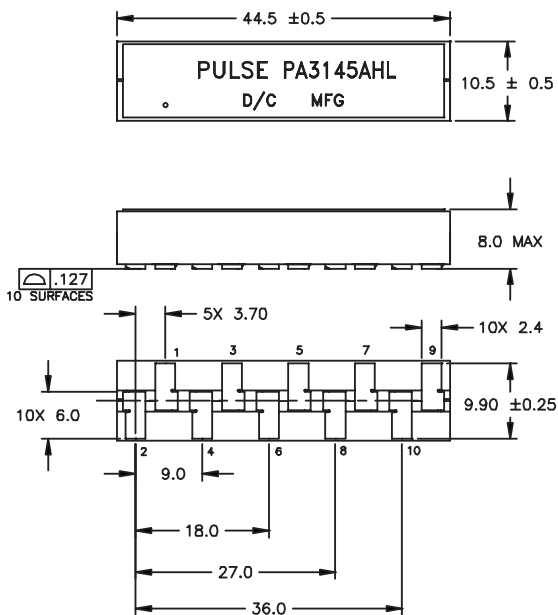 44.5 ±0.5
PULSE PA3145AHL
D/C MFG
10.5 ± 0.5
8.0 MAX
.127
10 SURFACES
5X 3.70
10X 2.4
1 3 5 7 9
10X 6.0
9.90 ±0.25
2 4 6 8 10
9.0
18.0
27.0
36.0